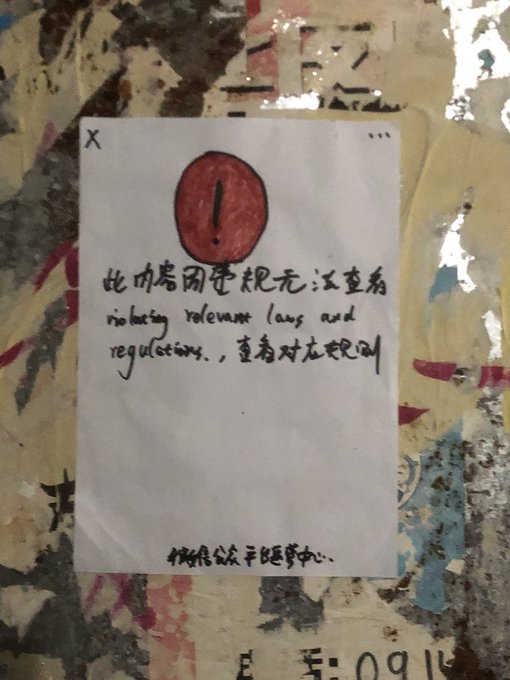 X
...
!
此内容因违规无法查看
violating relevant laws and
regulations., 查看对应规则
微信公众平台运营中心.
E S: 0914